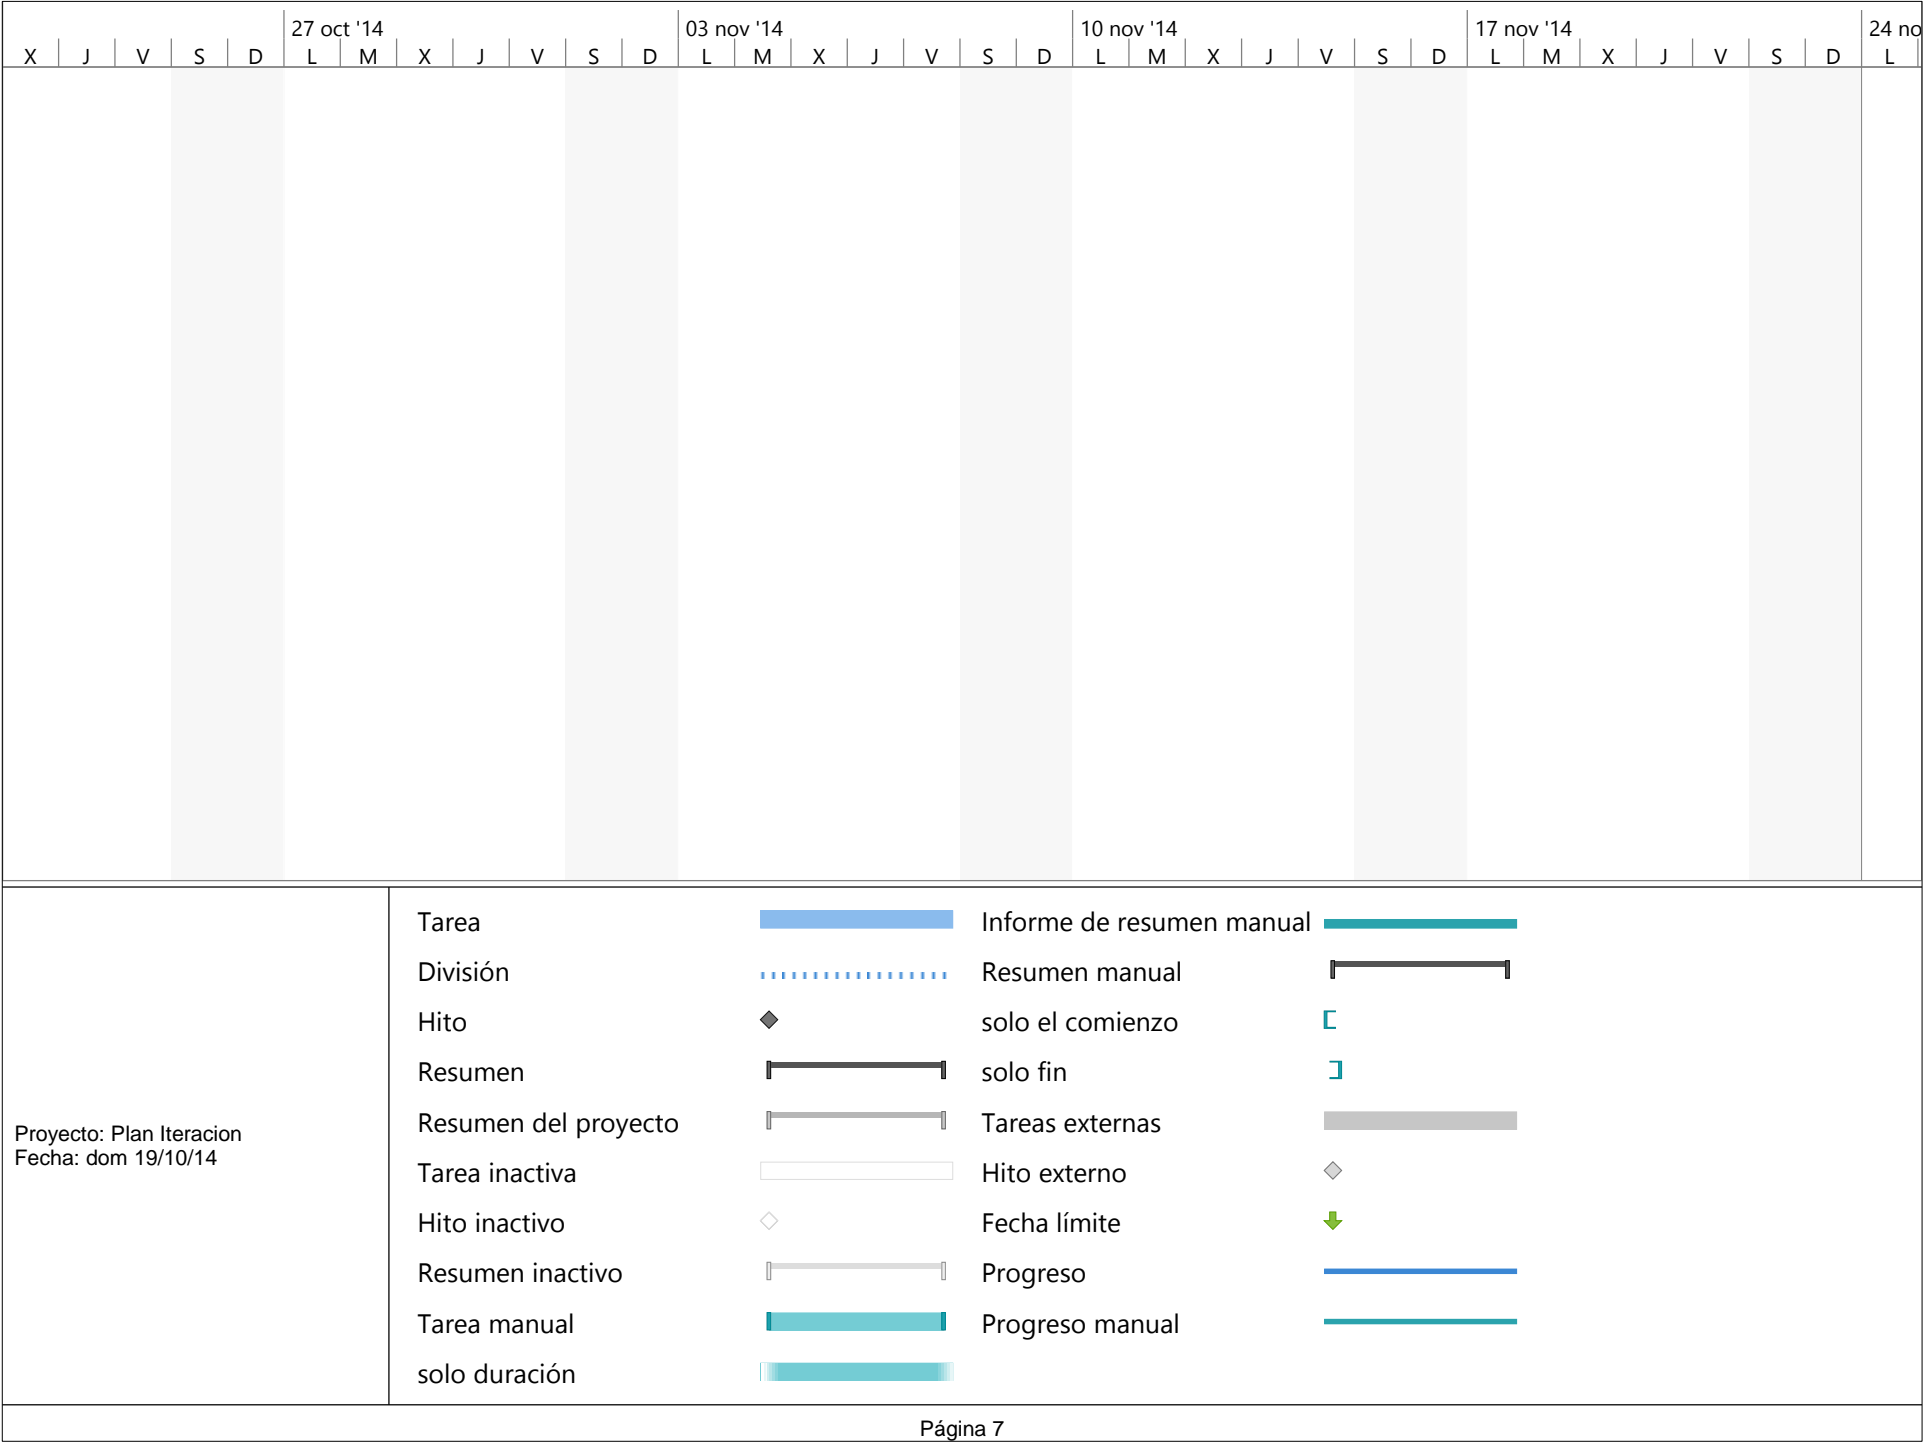 27 oct '14 03 nov '14 10 nov '14 17 nov '14 24 no
X J V S D L M X J V S D L M X J V S D L M X J V S D L M X J V S D L
Tarea Informe de resumen manual
División Resumen manual
Hito solo el comienzo
Resumen solo fin
Resumen del proyecto Tareas externas
Proyecto: Plan Iteracion
Fecha: dom 19/10/14
Tarea inactiva Hito externo
Hito inactivo Fecha límite
Resumen inactivo Progreso
Tarea manual Progreso manual
solo duración
Página 7